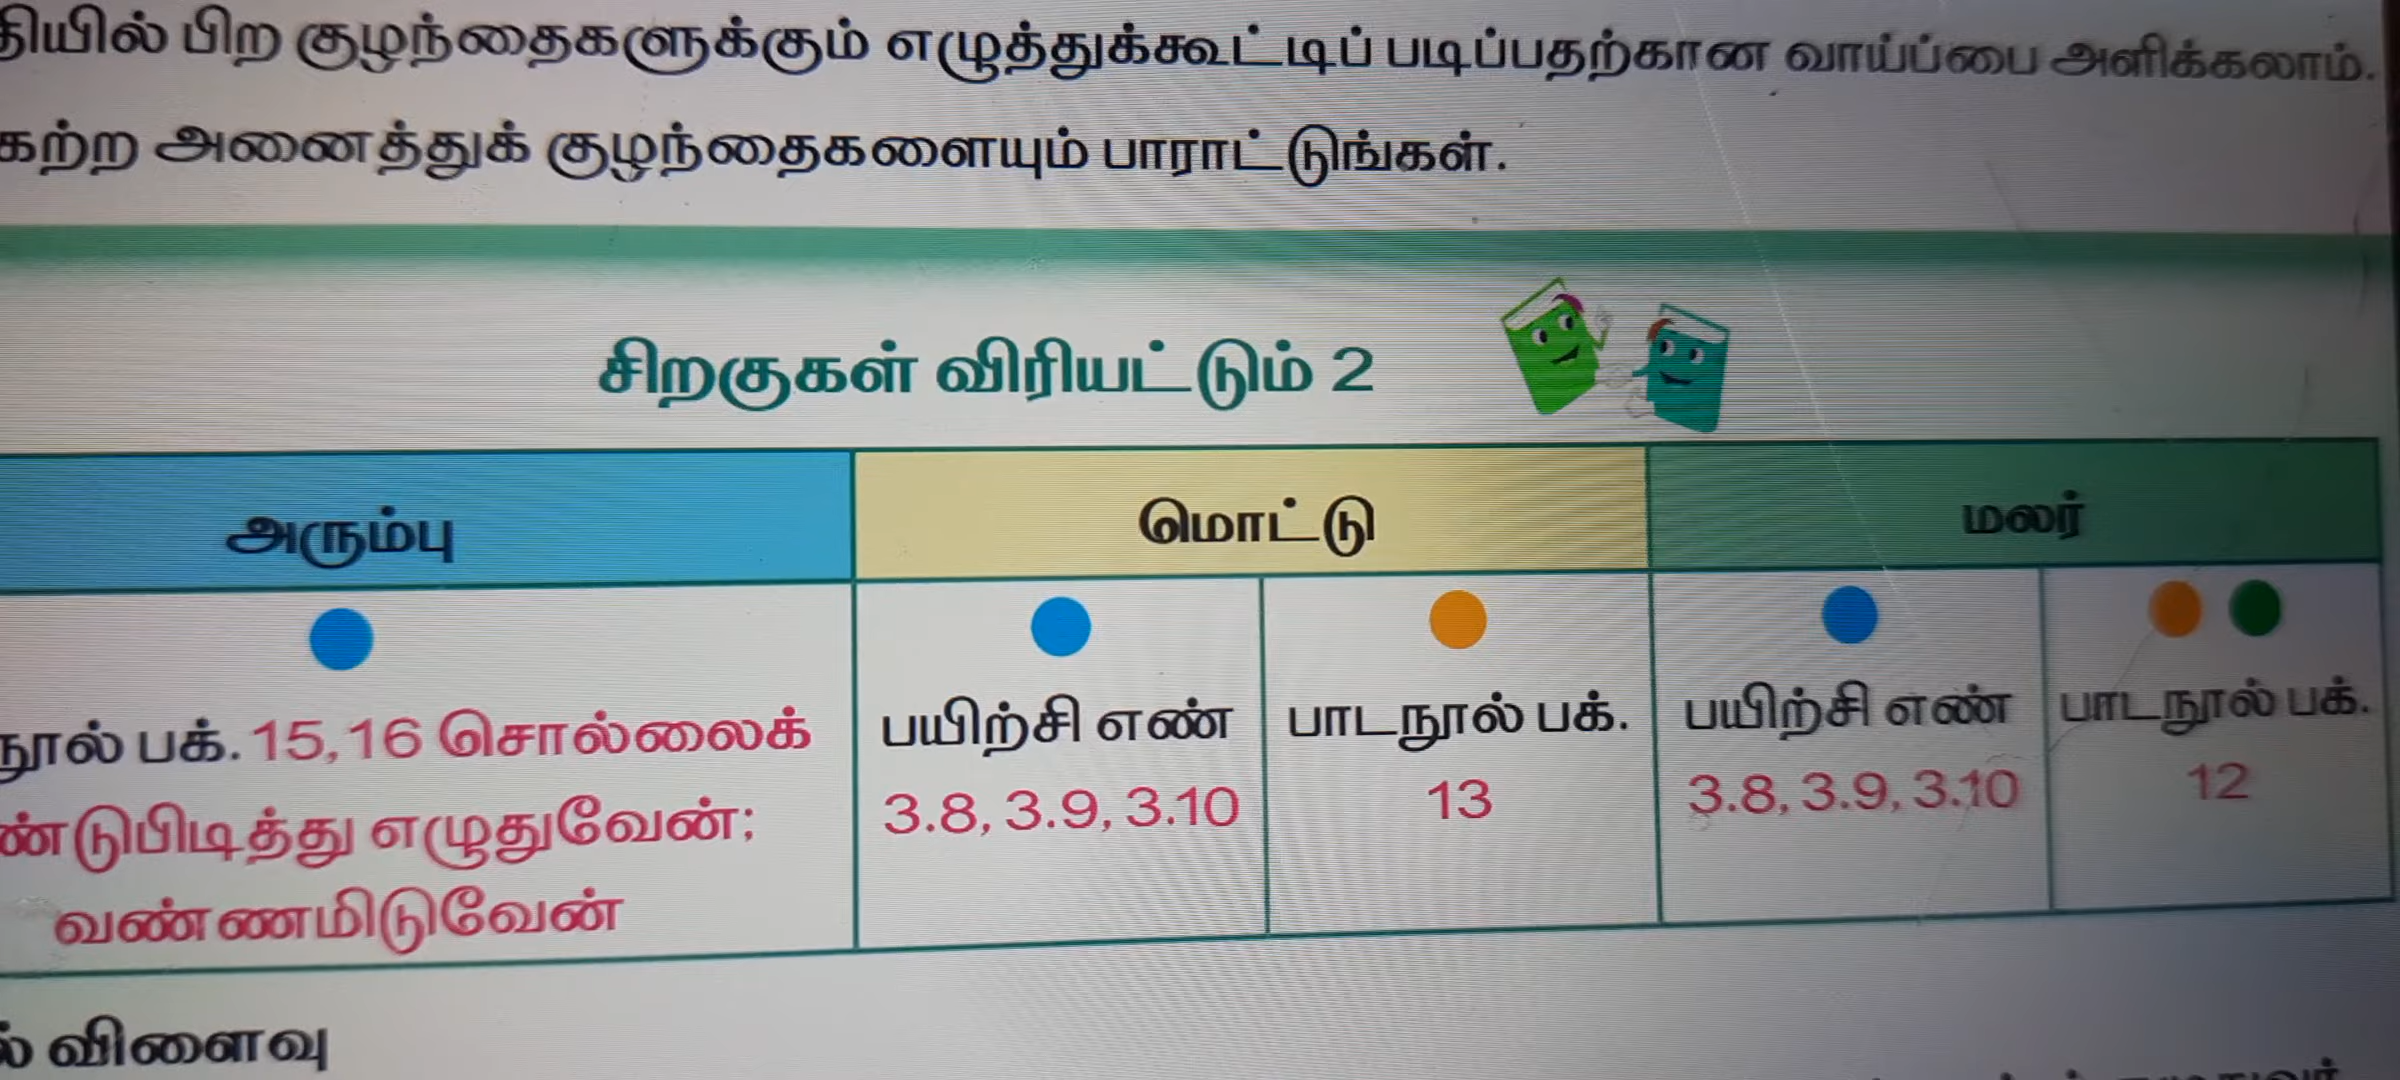 தியில் பிற குழந்தைகளுக்கும் எழுத்துக்கூட்டிப் படிப்பதற்கான வாய்ப்பை அளிக்கலாம்.
கற்ற அனைத்துக் குழந்தைகளையும் பாராட்டுங்கள்.
சிறகுகள் விரியட்டும் 2
அரும்பு மொட்டு மலர்
நூல் பக். 15,16 சொல்லைக் பயிற்சி எண் பாடநூல் பக். பயிற்சி எண் பாடநூல் பக்.
ண்டுபிடித்து எழுதுவேன்; 3.8, 3.9, 3.10 13 3.8, 3.9, 3.10 12
வண்ணமிடுவேன்
ல் விளைவு